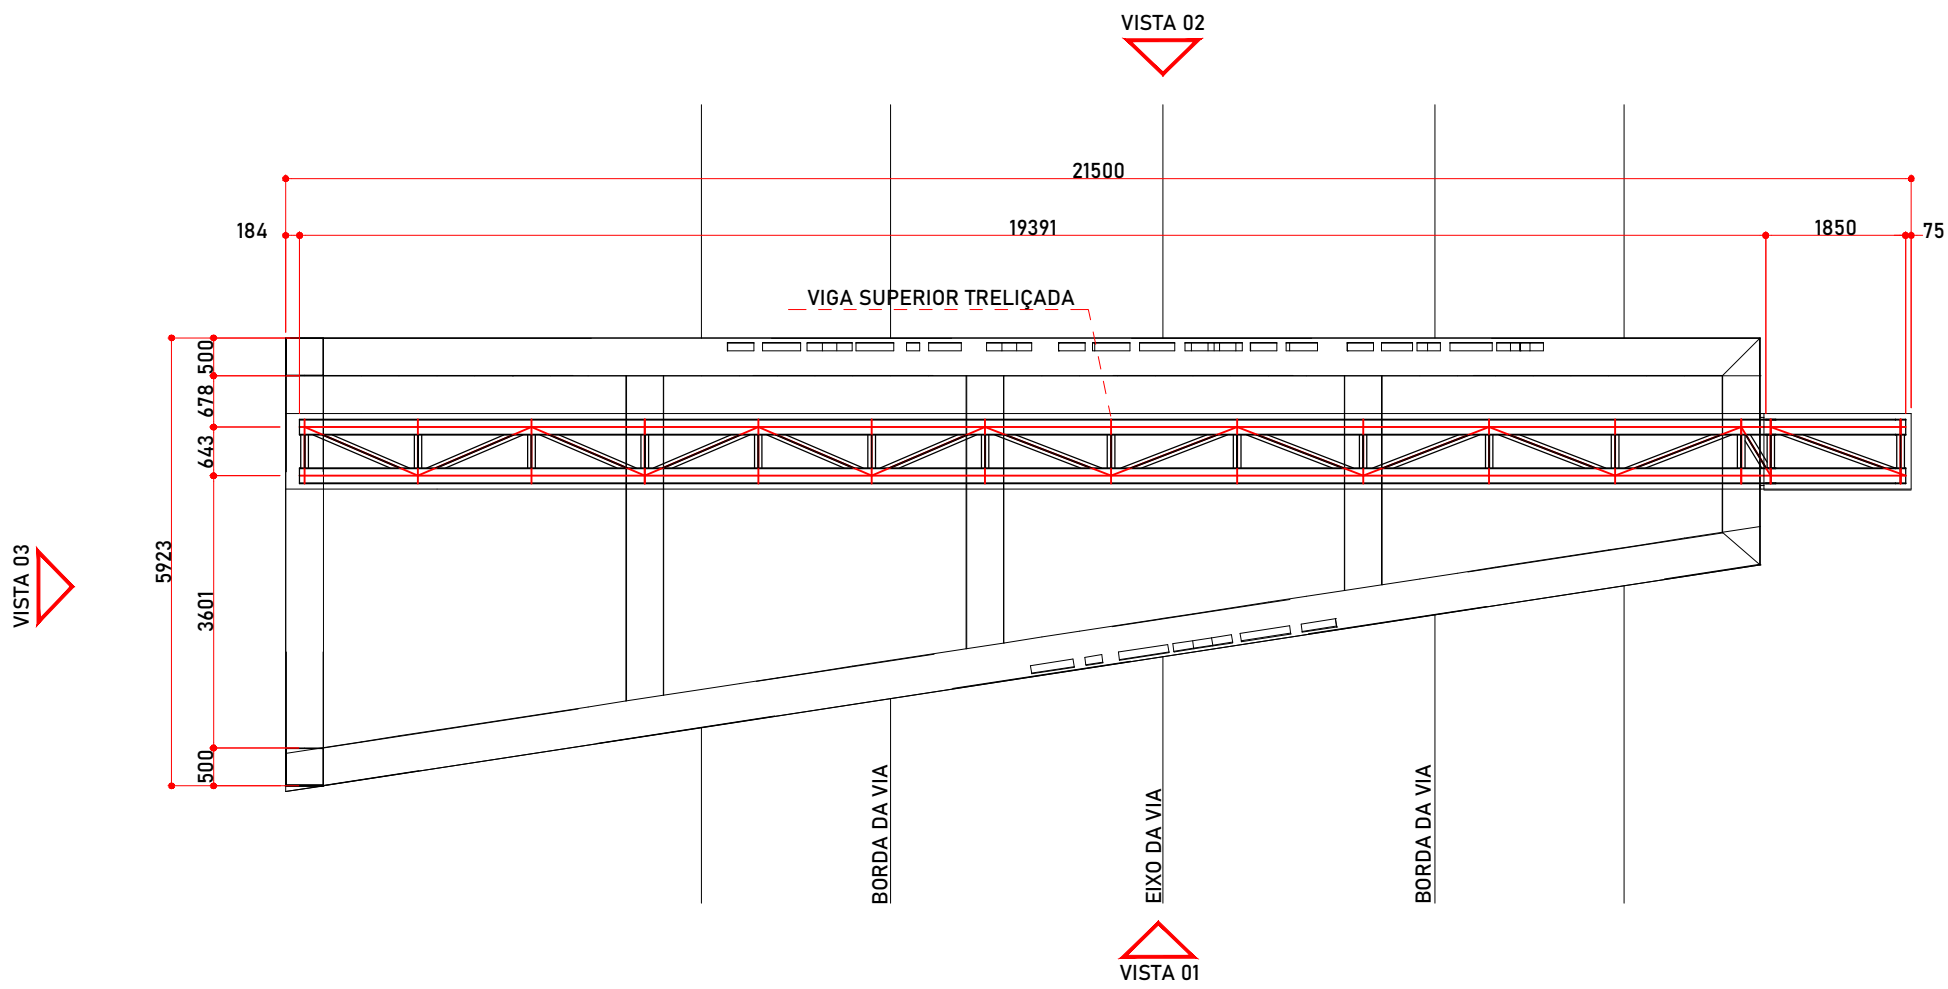 VISTA 02
21500
184
19391
1850
75
VIGA SUPERIOR TRELIÇADA
500
678
643
5923
3601
500
VISTA 03
BORDA DA VIA
EIXO DA VIA
BORDA DA VIA
VISTA 01